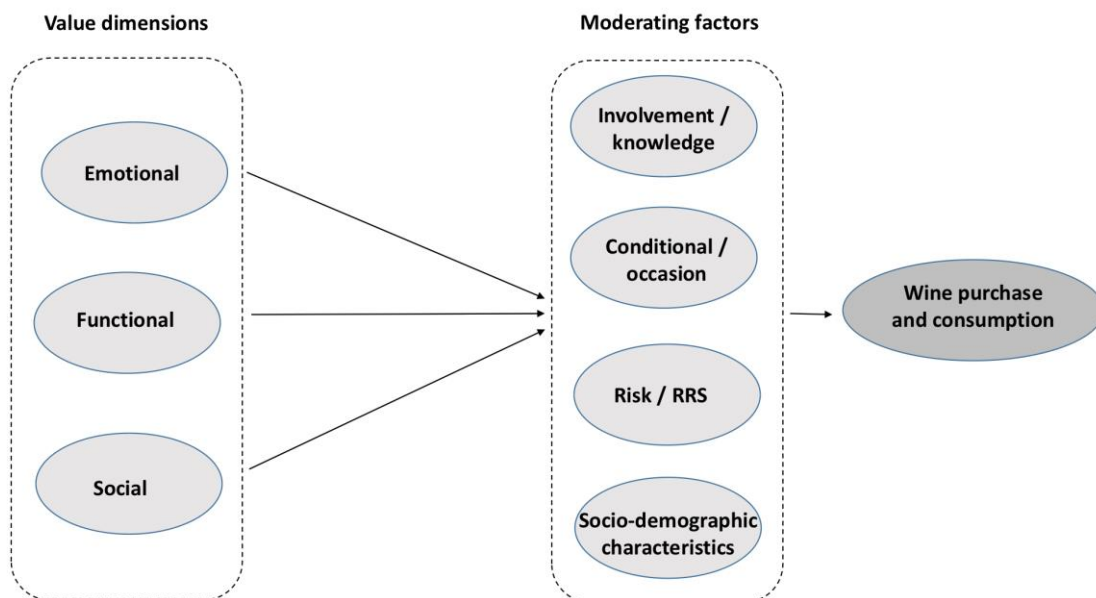 Value dimensions
Emotional
Functional
Social
Moderating factors
Involvement /
knowledge
Conditional /
occasion
Risk / RRS
Socio-demographic
characteristics
Wine purchase
and consumption